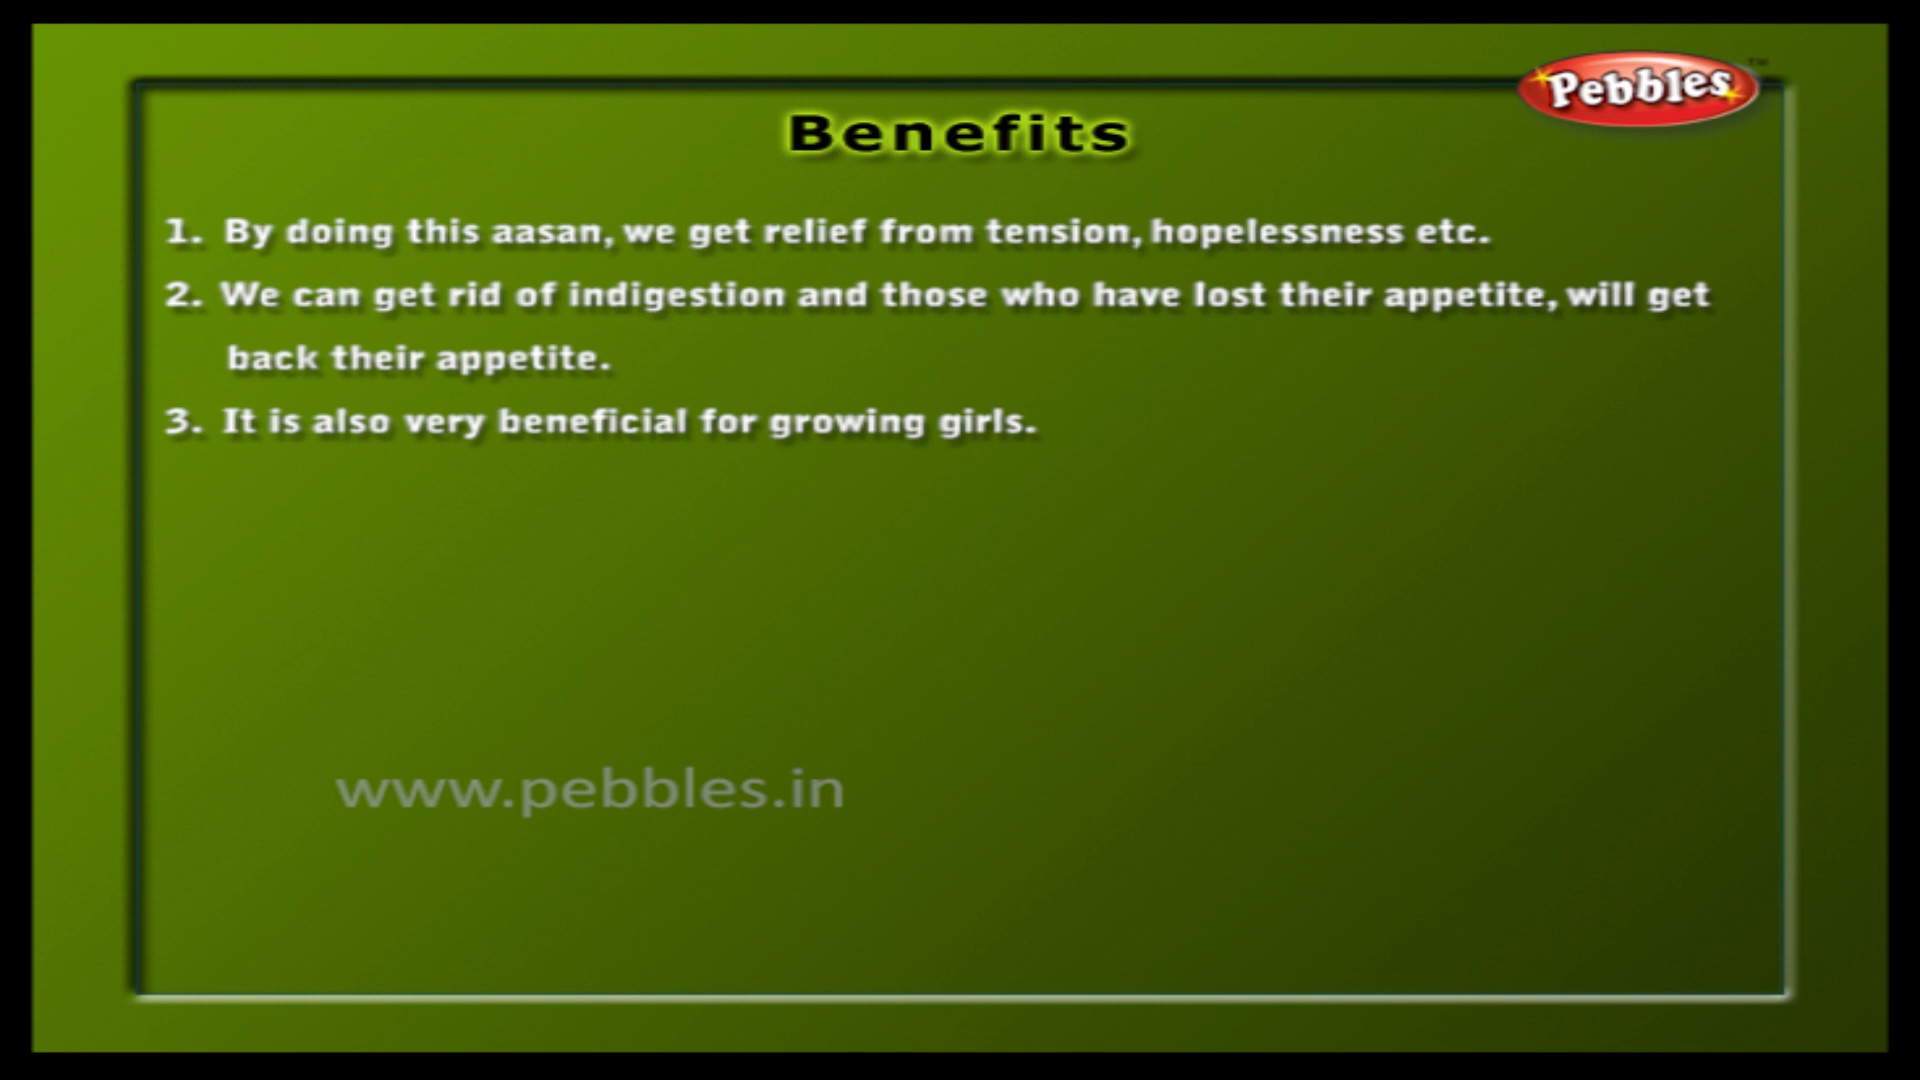 Pebbles™
Benefits
1. By doing this aasan, we get relief from tension, hopelessness etc.
2. We can get rid of indigestion and those who have lost their appetite, will get
back their appetite.
3. It is also very beneficial for growing girls.
www.pebbles.in